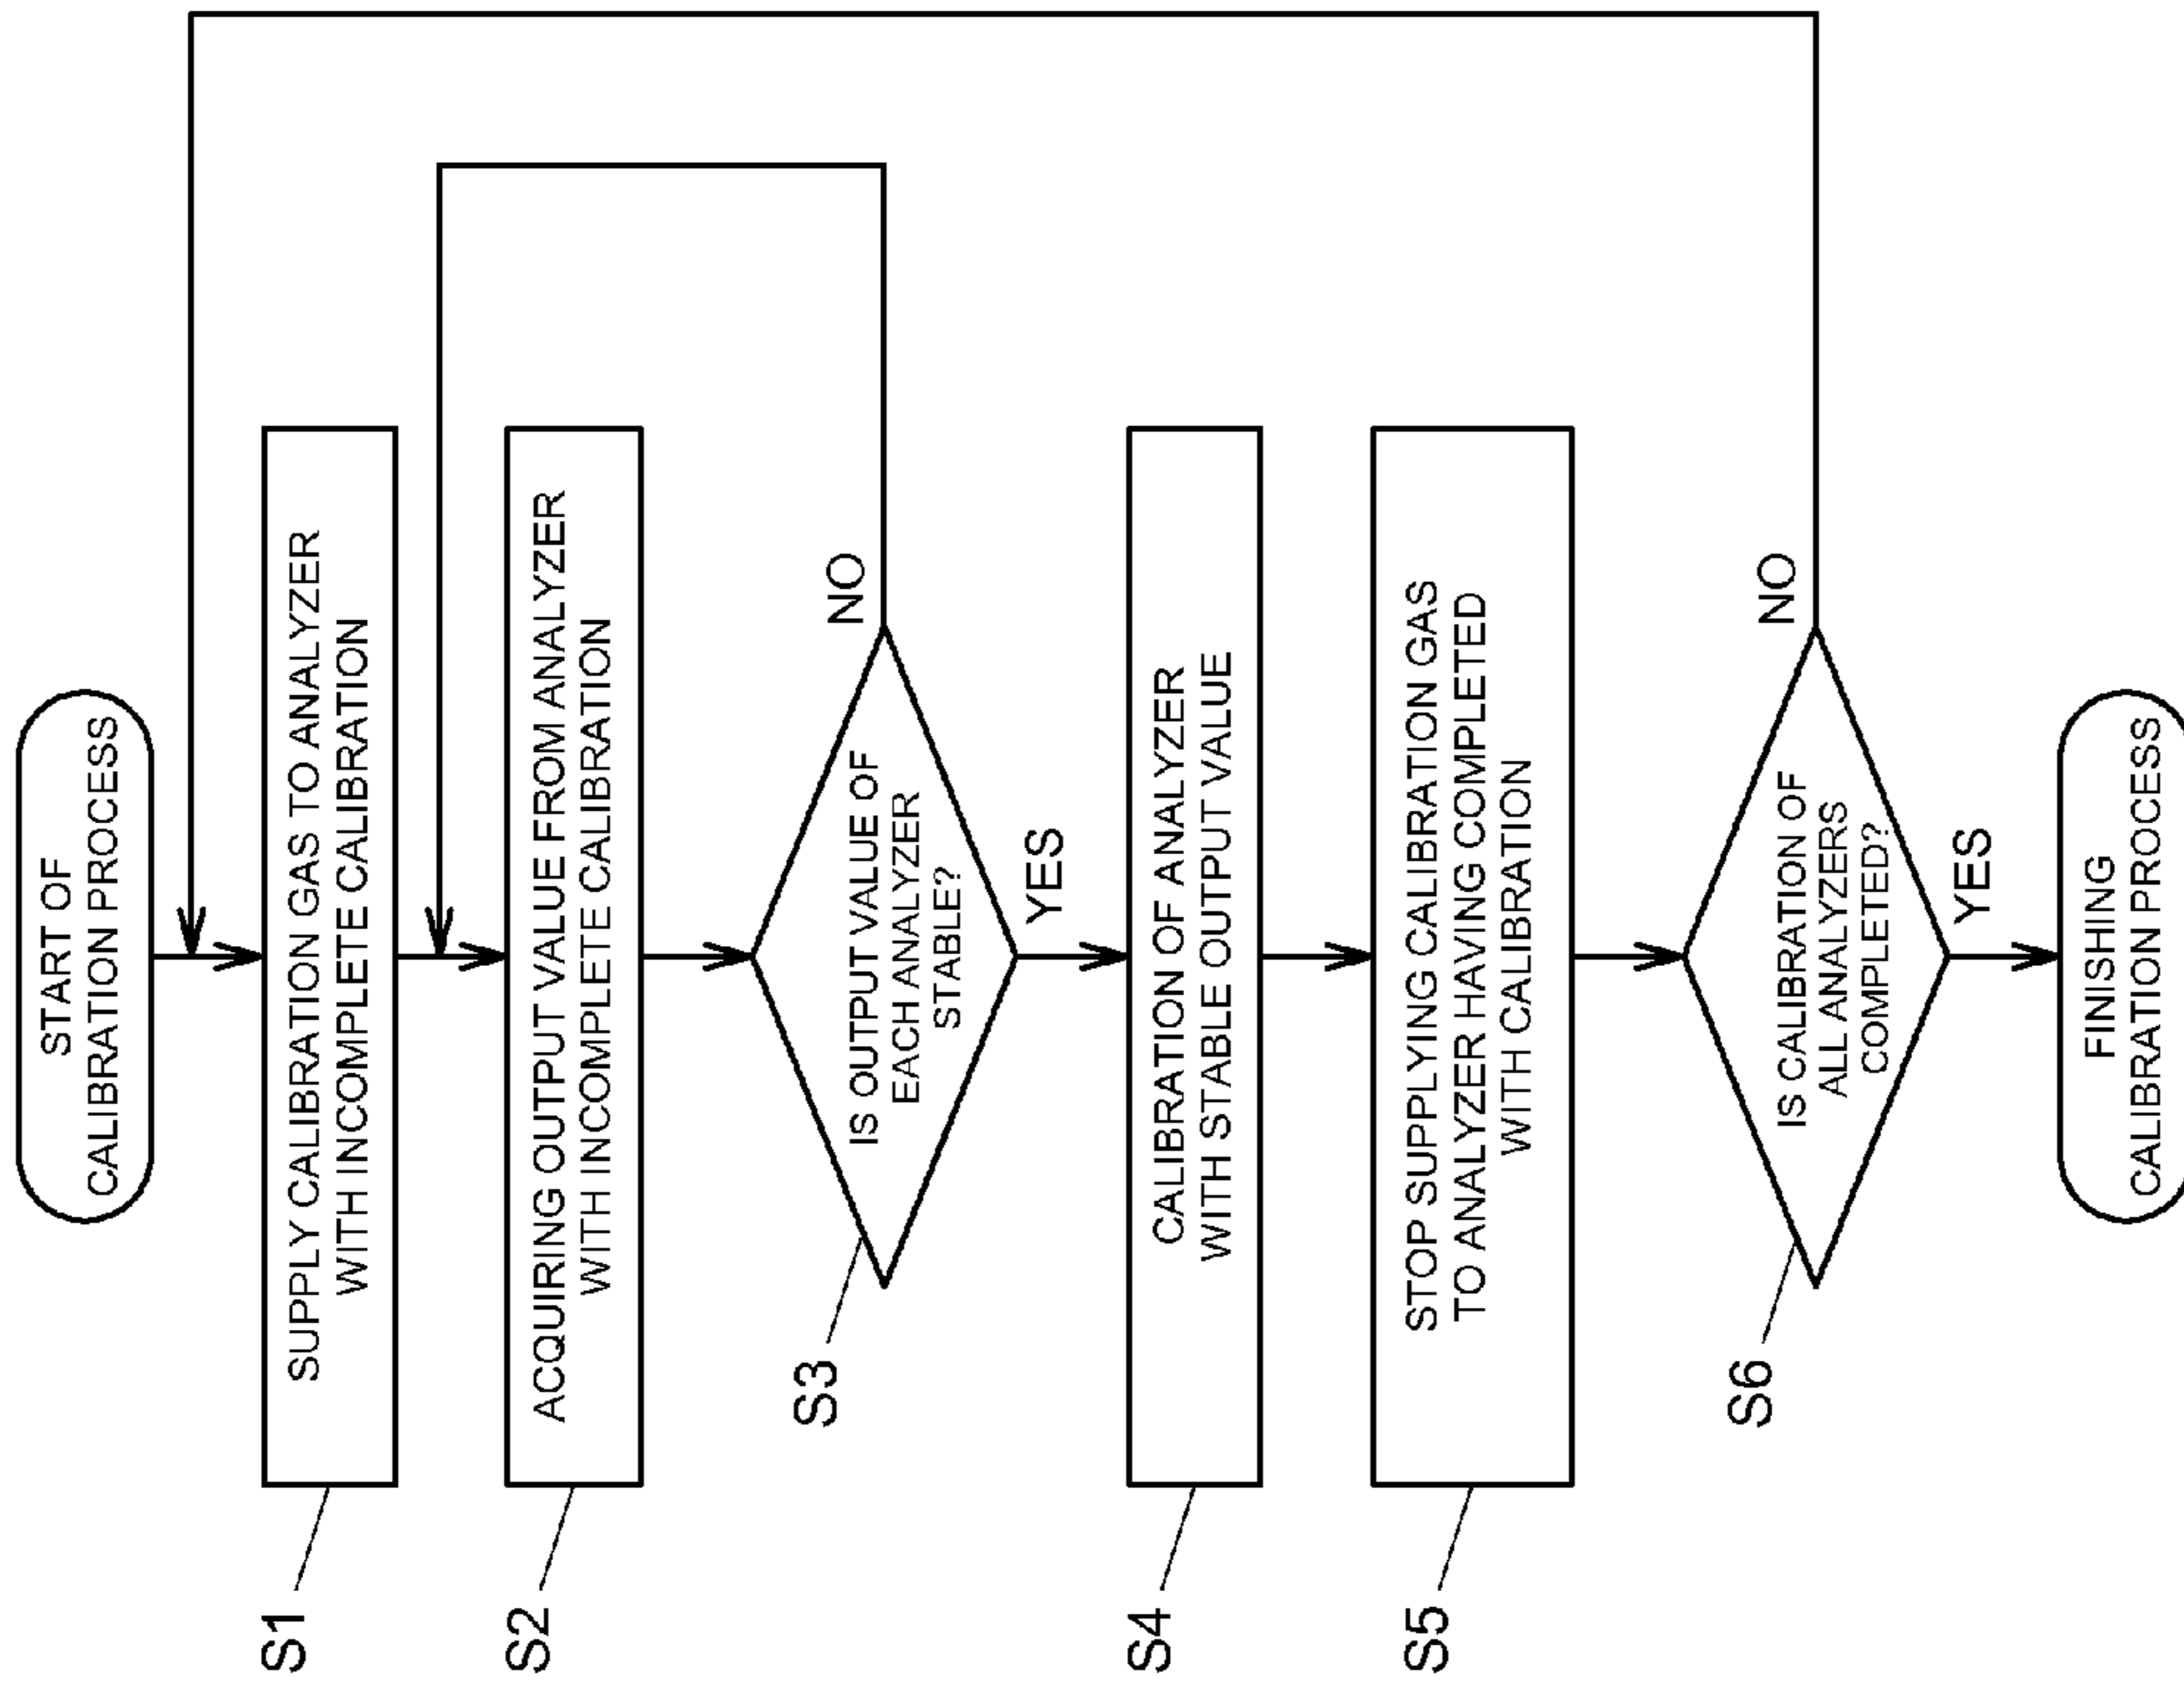 START OF
CALIBRATION PROCESS
S1
SUPPLY CALIBRATION GAS TO ANALYZER
WITH INCOMPLETE CALIBRATION
S2
ACQUIRING OUTPUT VALUE FROM ANALYZER
WITH INCOMPLETE CALIBRATION
S3
IS OUTPUT VALUE OF
EACH ANALYZER
STABLE?
NO
YES
S4
CALIBRATION OF ANALYZER
WITH STABLE OUTPUT VALUE
S5
STOP SUPPLYING CALIBRATION GAS
TO ANALYZER HAVING COMPLETED
WITH CALIBRATION
S6
IS CALIBRATION OF
ALL ANALYZERS
COMPLETED?
NO
YES
FINISHING
CALIBRATION PROCESS